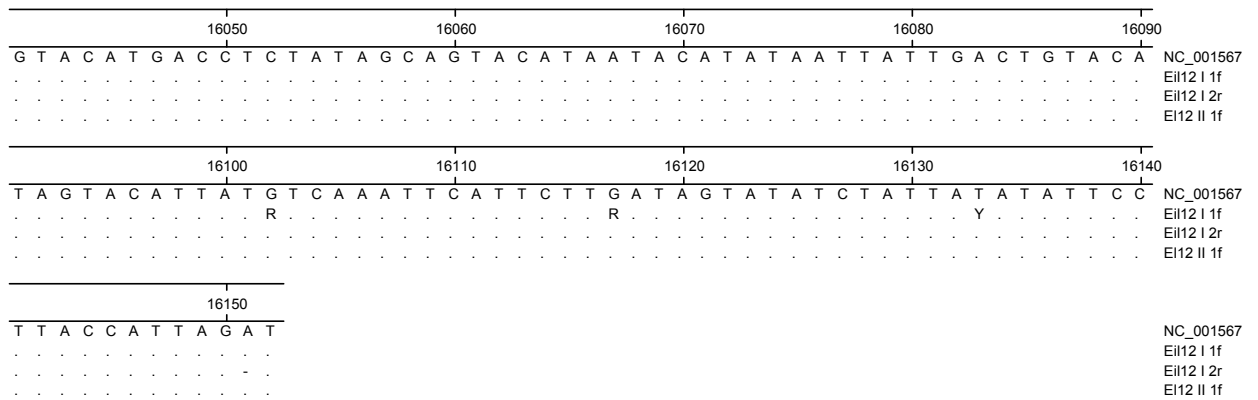 16050 16060 16070 16080 16090
G T A C A T G A C C T C T A T A G C A G T A C A T A A T A C A T A T A A T T A T T G A C T G T A C A NC_001567
. . . . . . . . . . . . . . . . . . . . . . . . . . . . . . . . . . . . . . . . . . . . . . . . . . Eil12 I 1f
. . . . . . . . . . . . . . . . . . . . . . . . . . . . . . . . . . . . . . . . . . . . . . . . . . Eil12 I 2r
. . . . . . . . . . . . . . . . . . . . . . . . . . . . . . . . . . . . . . . . . . . . . . . . . . El12 II 1f
16100 16110 16120 16130 16140
T A G T A C A T T A T G T C A A A T T C A T T C T T G A T A G T A T A T C T A T T A T A T A T T C C NC_001567
. . . . . . . . . . . R . . . . . . . . . . . . . . R . . . . . . . . . . . . . . . Y . . . . . . . Eil12 I 1f
. . . . . . . . . . . . . . . . . . . . . . . . . . . . . . . . . . . . . . . . . . . . . . . . . . Eil12 I 2r
. . . . . . . . . . . . . . . . . . . . . . . . . . . . . . . . . . . . . . . . . . . . . . . . . . El12 II 1f
16150
T T A C C A T T A G A T NC_001567
. . . . . . . . . . . . Eil12 I 1f
. . . . . . . . . . - . Eil12 I 2r
. . . . . . . . . . . . El12 II 1f